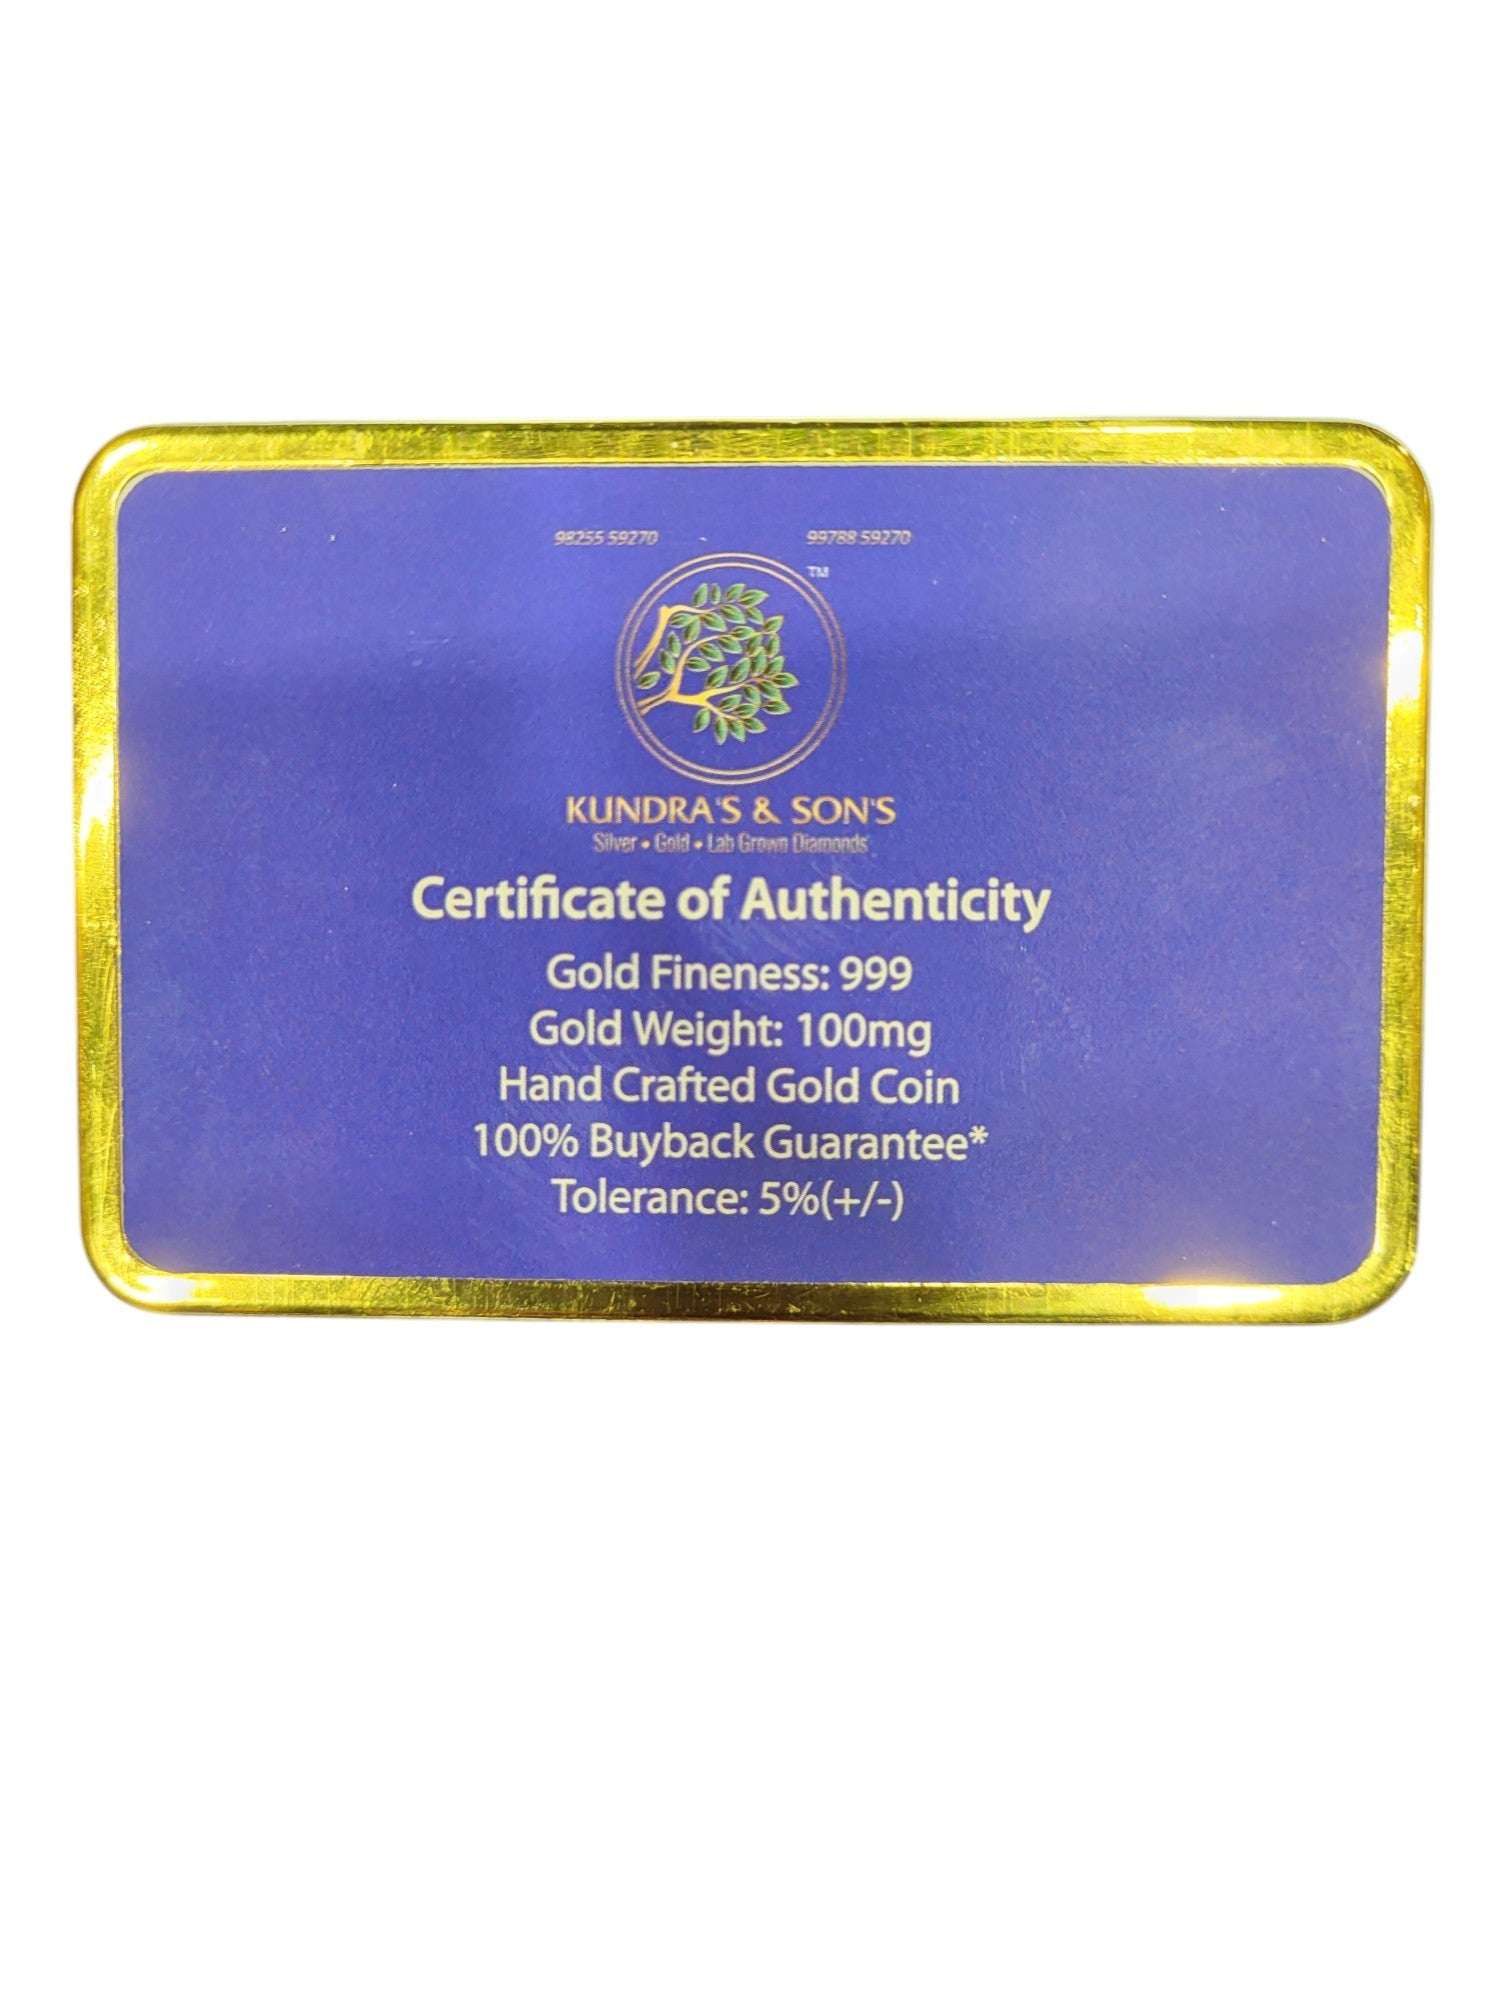 98255 59270 99788 59270
TM
KUNDRA'S & SON'S
Silver • Gold • Lab Grown Diamonds
Certificate of Authenticity
Gold Fineness: 999
Gold Weight: 100mg
Hand Crafted Gold Coin
100% Buyback Guarantee*
Tolerance: 5%(+/-)